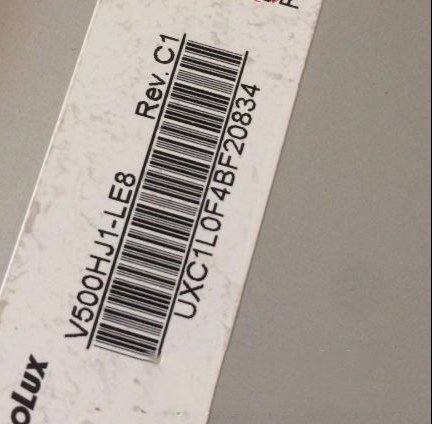 V500HJ1-LE8 Rev. C1
UXC1L0F4BF20834
OLUX